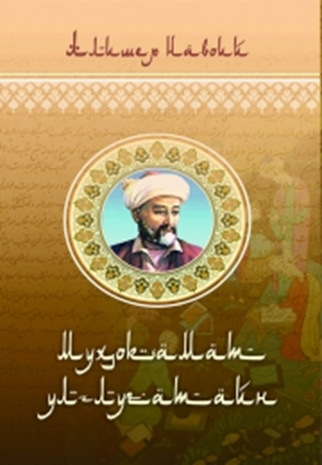 Алишер Навоий
Муҳокамат
ул-луғатайн